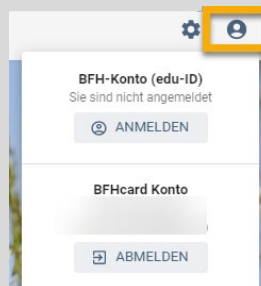 BFH-Konto (edu-ID)
Sie sind nicht angemeldet
ANMELDEN
BFHcard Konto
ABMELDEN